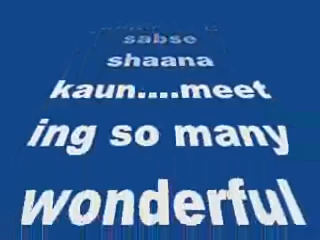 sabse
shaana
kaun....meet
ing so many
wonderful